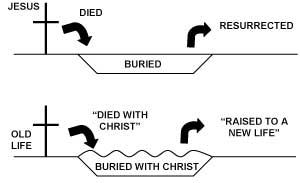 JESUS
DIED
RESURRECTED
BURIED
"DIED WITH
CHRIST"
"RAISED TO A
NEW LIFE"
OLD
LIFE
BURIED WITH CHRIST